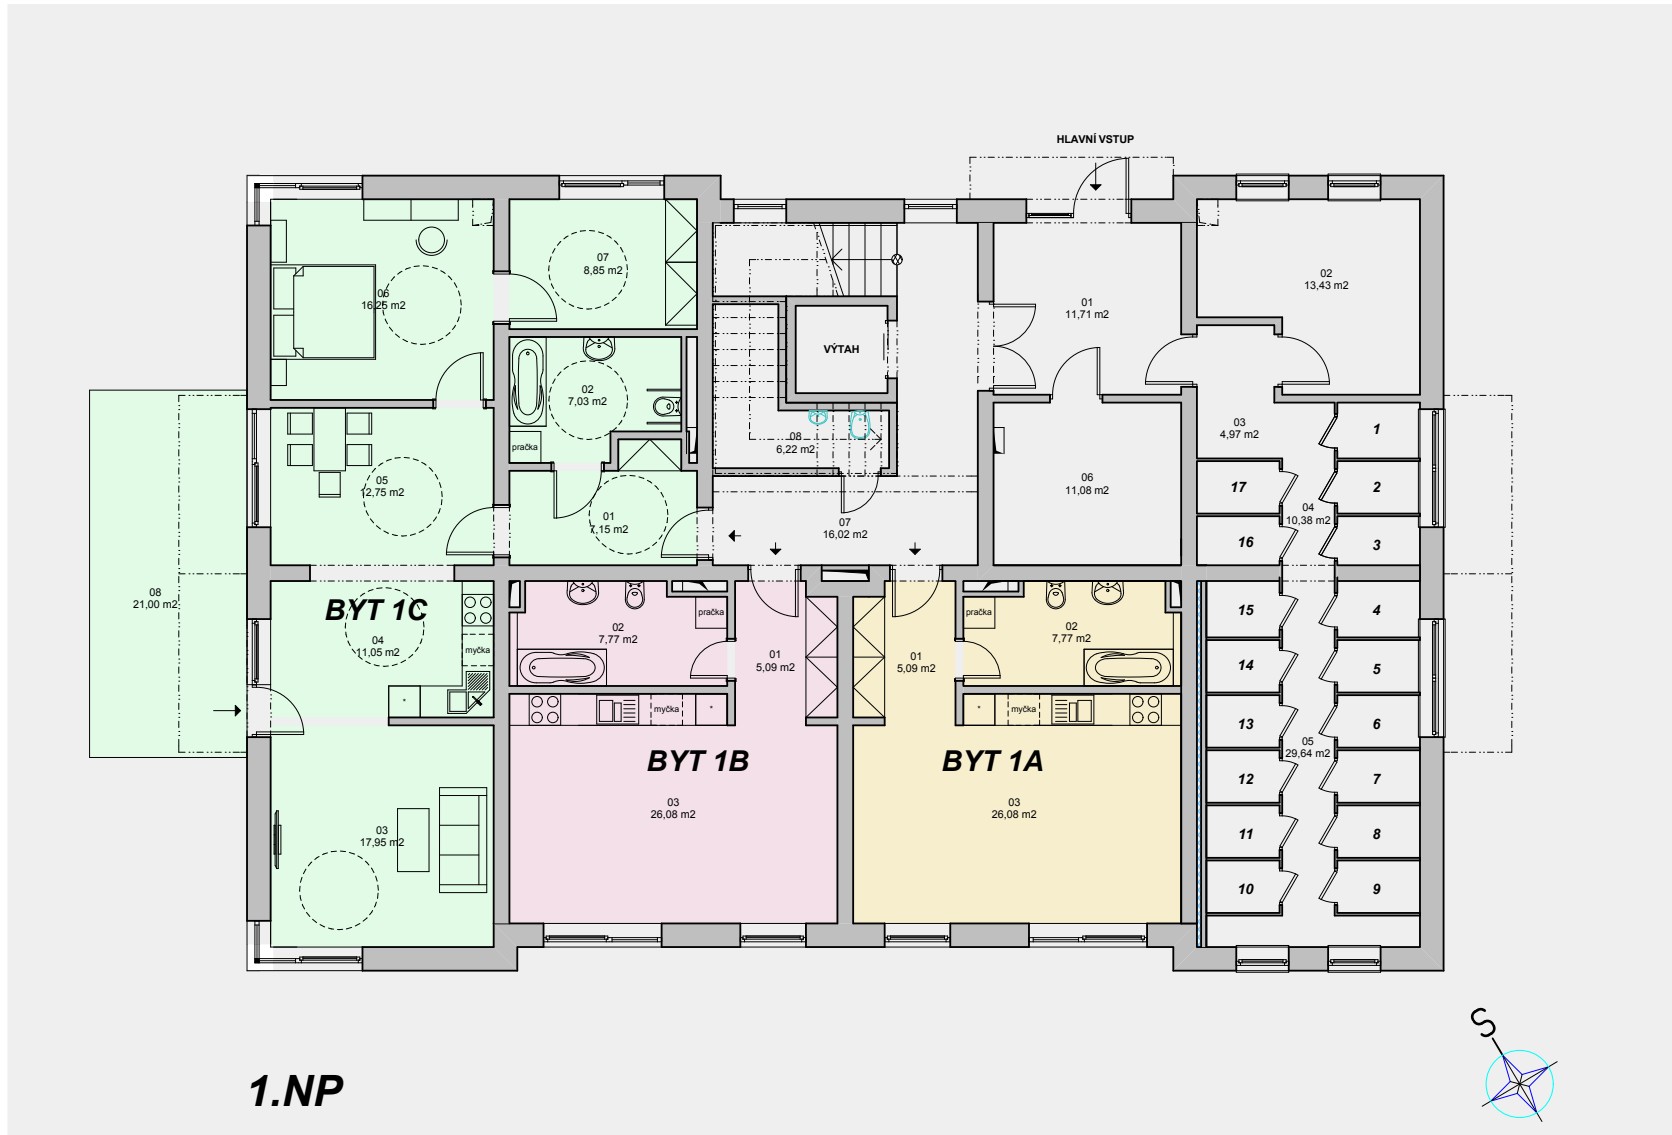 HLAVNÍ VSTUP
07
8,85 m2
06
16,25 m2
02
13,43 m2
01
11,71 m2
VÝTAH
02
7,03 m2
pračka
08
6,22 m2
03
4,97 m2
1
05
12,75 m2
06
11,08 m2
17
2
01
7,15 m2
07
16,02 m2
04
10,38 m2
16
3
08
21,00 m2
BYT 1C
04
11,05 m2
myčka
pračka
02
7,77 m2
01
5,09 m2
01
5,09 m2
pračka
02
7,77 m2
15
4
14
5
myčka
myčka
13
6
BYT 1B
BYT 1A
05
29,64 m2
12
7
03
26,08 m2
03
26,08 m2
03
17,95 m2
11
8
10
9
S
1.NP